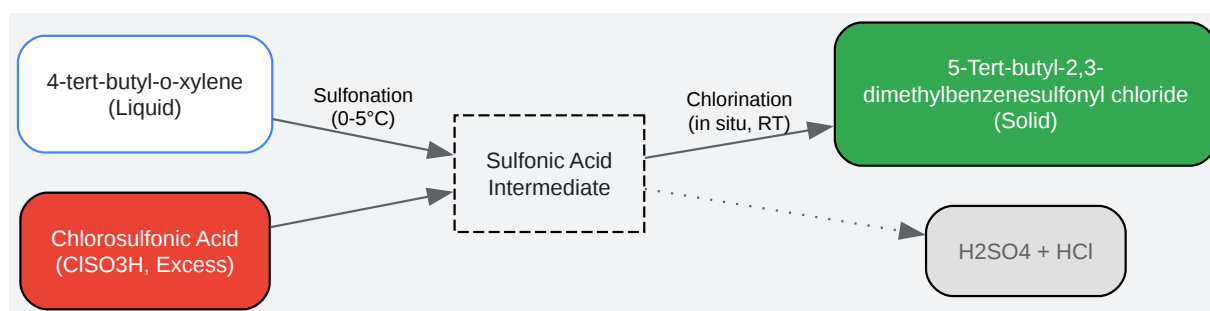 4-tert-butyl-o-xylene
(Liquid)
Sulfonation
(0-5°C)
Chlorosulfonic Acid
(ClSO3H, Excess)
Sulfonic Acid
Intermediate
Chlorination
(in situ, RT)
5-Tert-butyl-2,3-
dimethylbenzenesulfonyl chloride
(Solid)
H2SO4 + HCl